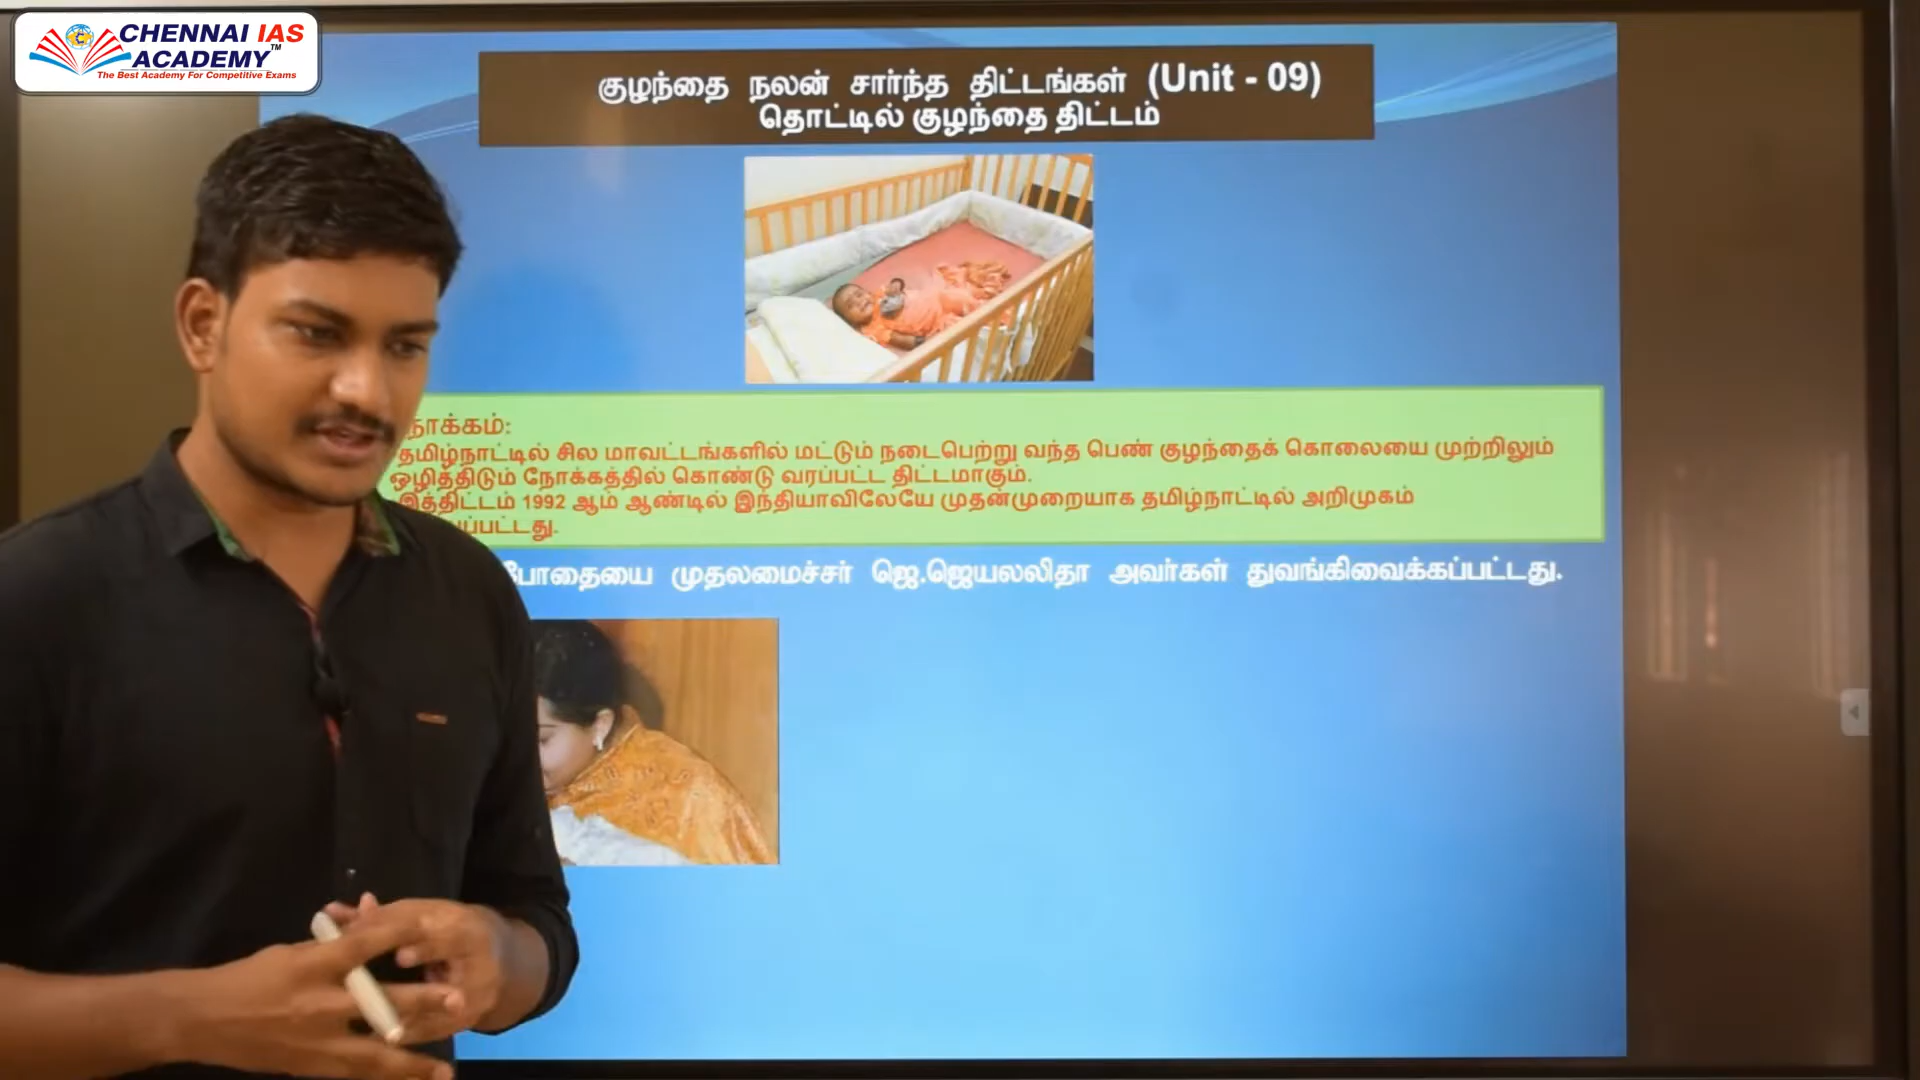 CHENNAI IAS
ACADEMY™
The Best Academy For Competitive Exams
குழந்தை நலன் சார்ந்த திட்டங்கள் (Unit - 09)
தொட்டில் குழந்தை திட்டம்
தமிழ்நாட்டில் சில மாவட்டங்களில் மட்டும் நடைபெற்று வந்த பெண் குழந்தைக் கொலையை முற்றிலும்
ஒழித்திடும் நோக்கத்தில் கொண்டு வரப்பட்ட திட்டமாகும்.
இத்திட்டம் 1992 ஆம் ஆண்டில் இந்தியாவிலேயே முதன்முறையாக தமிழ்நாட்டில் அறிமுகம்
முதலமைச்சர் ஜெ.ஜெயலலிதா அவர்கள் துவங்கிவைக்கப்பட்டது.